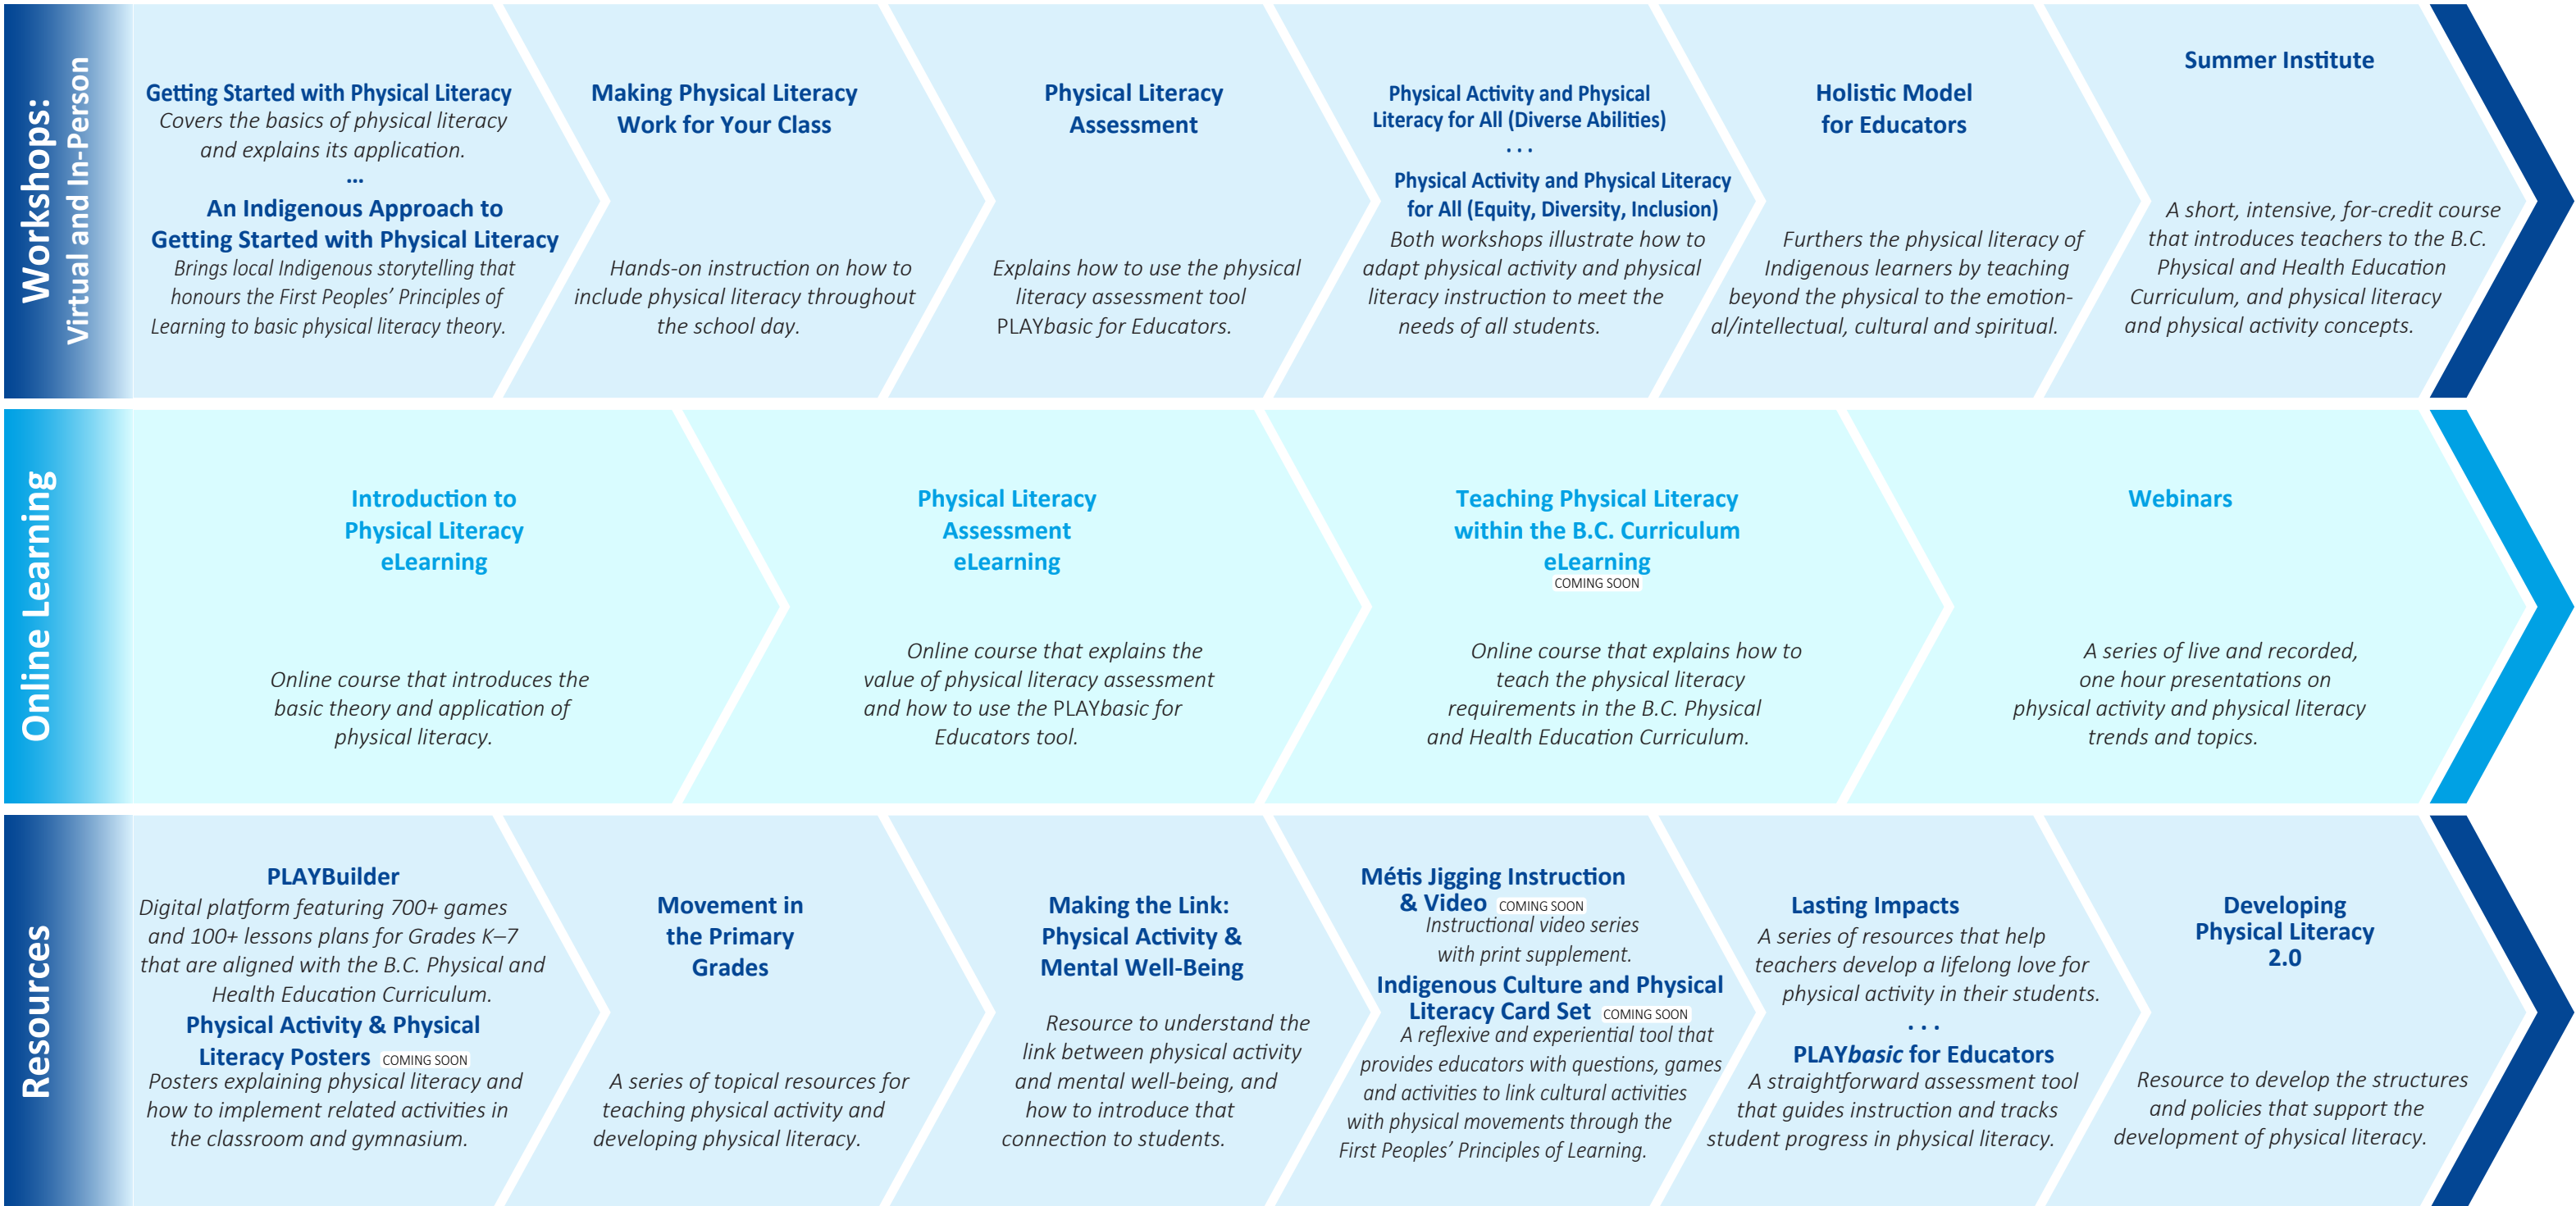 Workshops:
Virtual and In-Person
Getting Started with Physical Literacy
Covers the basics of physical literacy
and explains its application.
...
An Indigenous Approach to
Getting Started with Physical Literacy
Brings local Indigenous storytelling that
honours the First Peoples’ Principles of
Learning to basic physical literacy theory.
Making Physical Literacy
Work for Your Class
Hands-on instruction on how to
include physical literacy throughout
the school day.
Physical Literacy
Assessment
Explains how to use the physical
literacy assessment tool
PLAYbasic for Educators.
Physical Activity and Physical
Literacy for All (Diverse Abilities)
. . .
Physical Activity and Physical Literacy
for All (Equity, Diversity, Inclusion)
Both workshops illustrate how to
adapt physical activity and physical
literacy instruction to meet the
needs of all students.
Holistic Model
for Educators
Furthers the physical literacy of
Indigenous learners by teaching
beyond the physical to the emotion-
al/intellectual, cultural and spiritual.
Summer Institute
A short, intensive, for-credit course
that introduces teachers to the B.C.
Physical and Health Education
Curriculum, and physical literacy
and physical activity concepts.
Online Learning
Introduction to
Physical Literacy
eLearning
Online course that introduces the
basic theory and application of
physical literacy.
Physical Literacy
Assessment
eLearning
Online course that explains the
value of physical literacy assessment
and how to use the PLAYbasic for
Educators tool.
Teaching Physical Literacy
within the B.C. Curriculum
eLearning
COMING SOON
Online course that explains how to
teach the physical literacy
requirements in the B.C. Physical
and Health Education Curriculum.
Webinars
A series of live and recorded,
one hour presentations on
physical activity and physical literacy
trends and topics.
Resources
PLAYBuilder
Digital platform featuring 700+ games
and 100+ lessons plans for Grades K–7
that are aligned with the B.C. Physical and
Health Education Curriculum.
Physical Activity & Physical
Literacy Posters COMING SOON
Posters explaining physical literacy and
how to implement related activities in
the classroom and gymnasium.
Movement in
the Primary
Grades
A series of topical resources for
teaching physical activity and
developing physical literacy.
Making the Link:
Physical Activity &
Mental Well-Being
Resource to understand the
link between physical activity
and mental well-being, and
how to introduce that
connection to students.
Métis Jigging Instruction
& Video COMING SOON
Instructional video series
with print supplement.
Indigenous Culture and Physical
Literacy Card Set COMING SOON
A reflexive and experiential tool that
provides educators with questions, games
and activities to link cultural activities
with physical movements through the
First Peoples’ Principles of Learning.
Lasting Impacts
A series of resources that help
teachers develop a lifelong love for
physical activity in their students.
. . .
PLAYbasic for Educators
A straightforward assessment tool
that guides instruction and tracks
student progress in physical literacy.
Developing
Physical Literacy
2.0
Resource to develop the structures
and policies that support the
development of physical literacy.